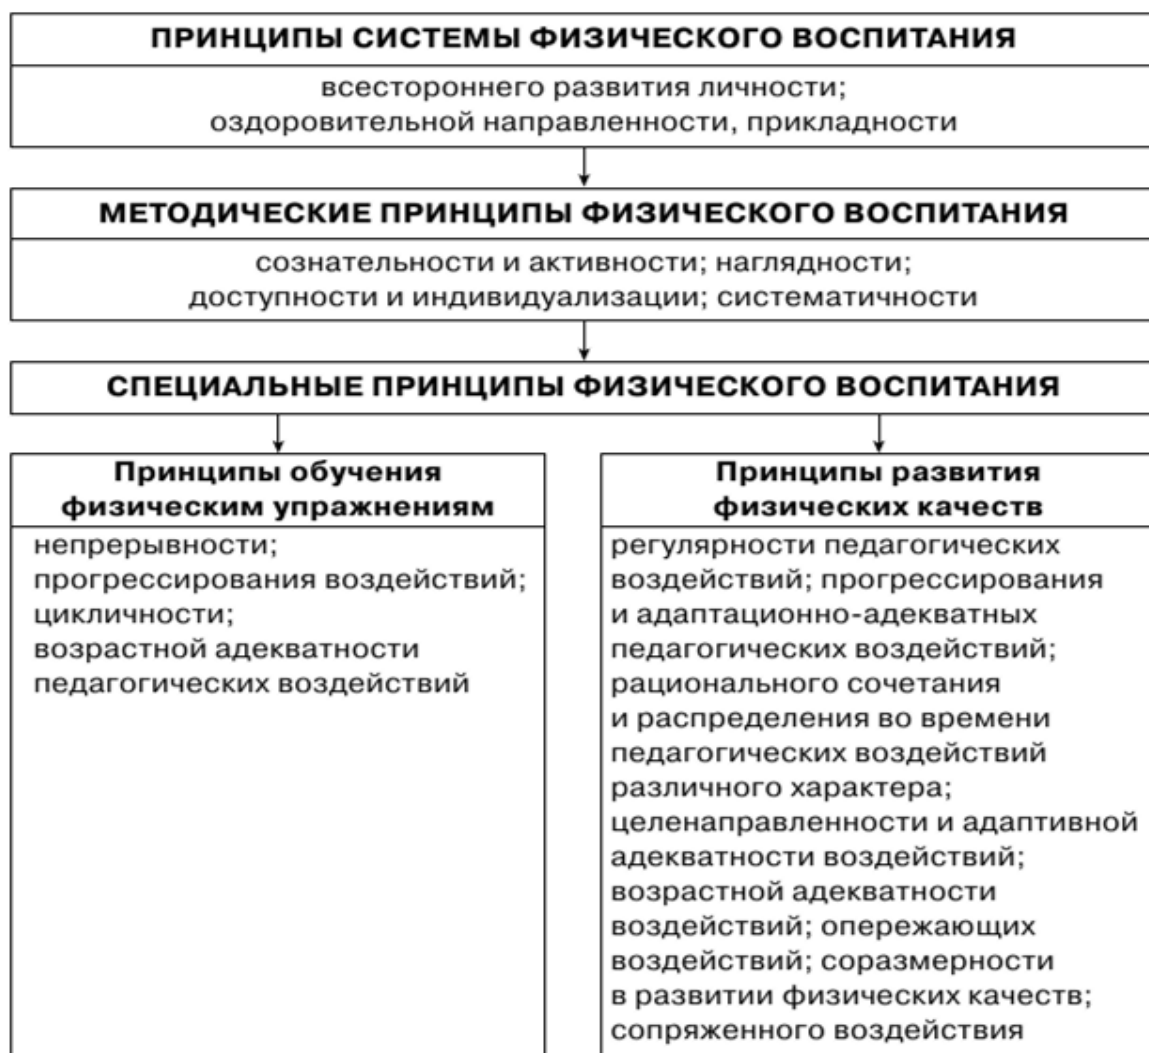 ПРИНЦИПЫ СИСТЕМЫ ФИЗИЧЕСКОГО ВОСПИТАНИЯ
всестороннего развития личности;
оздоровительной направленности, прикладности
МЕТОДИЧЕСКИЕ ПРИНЦИПЫ ФИЗИЧЕСКОГО ВОСПИТАНИЯ
сознательности и активности; наглядности;
доступности и индивидуализации; систематичности
СПЕЦИАЛЬНЫЕ ПРИНЦИПЫ ФИЗИЧЕСКОГО ВОСПИТАНИЯ
Принципы обучения
физическим упражнениям
непрерывности;
прогрессирования воздействий;
цикличности;
возрастной адекватности
педагогических воздействий
Принципы развития
физических качеств
регулярности педагогических
воздействий; прогрессирования
и адаптационно-адекватных
педагогических воздействий;
рационального сочетания
и распределения во времени
педагогических воздействий
различного характера;
целенаправленности и адаптивной
адекватности воздействий;
возрастной адекватности
воздействий; опережающих
воздействий; соразмерности
в развитии физических качеств;
сопряженного воздействия